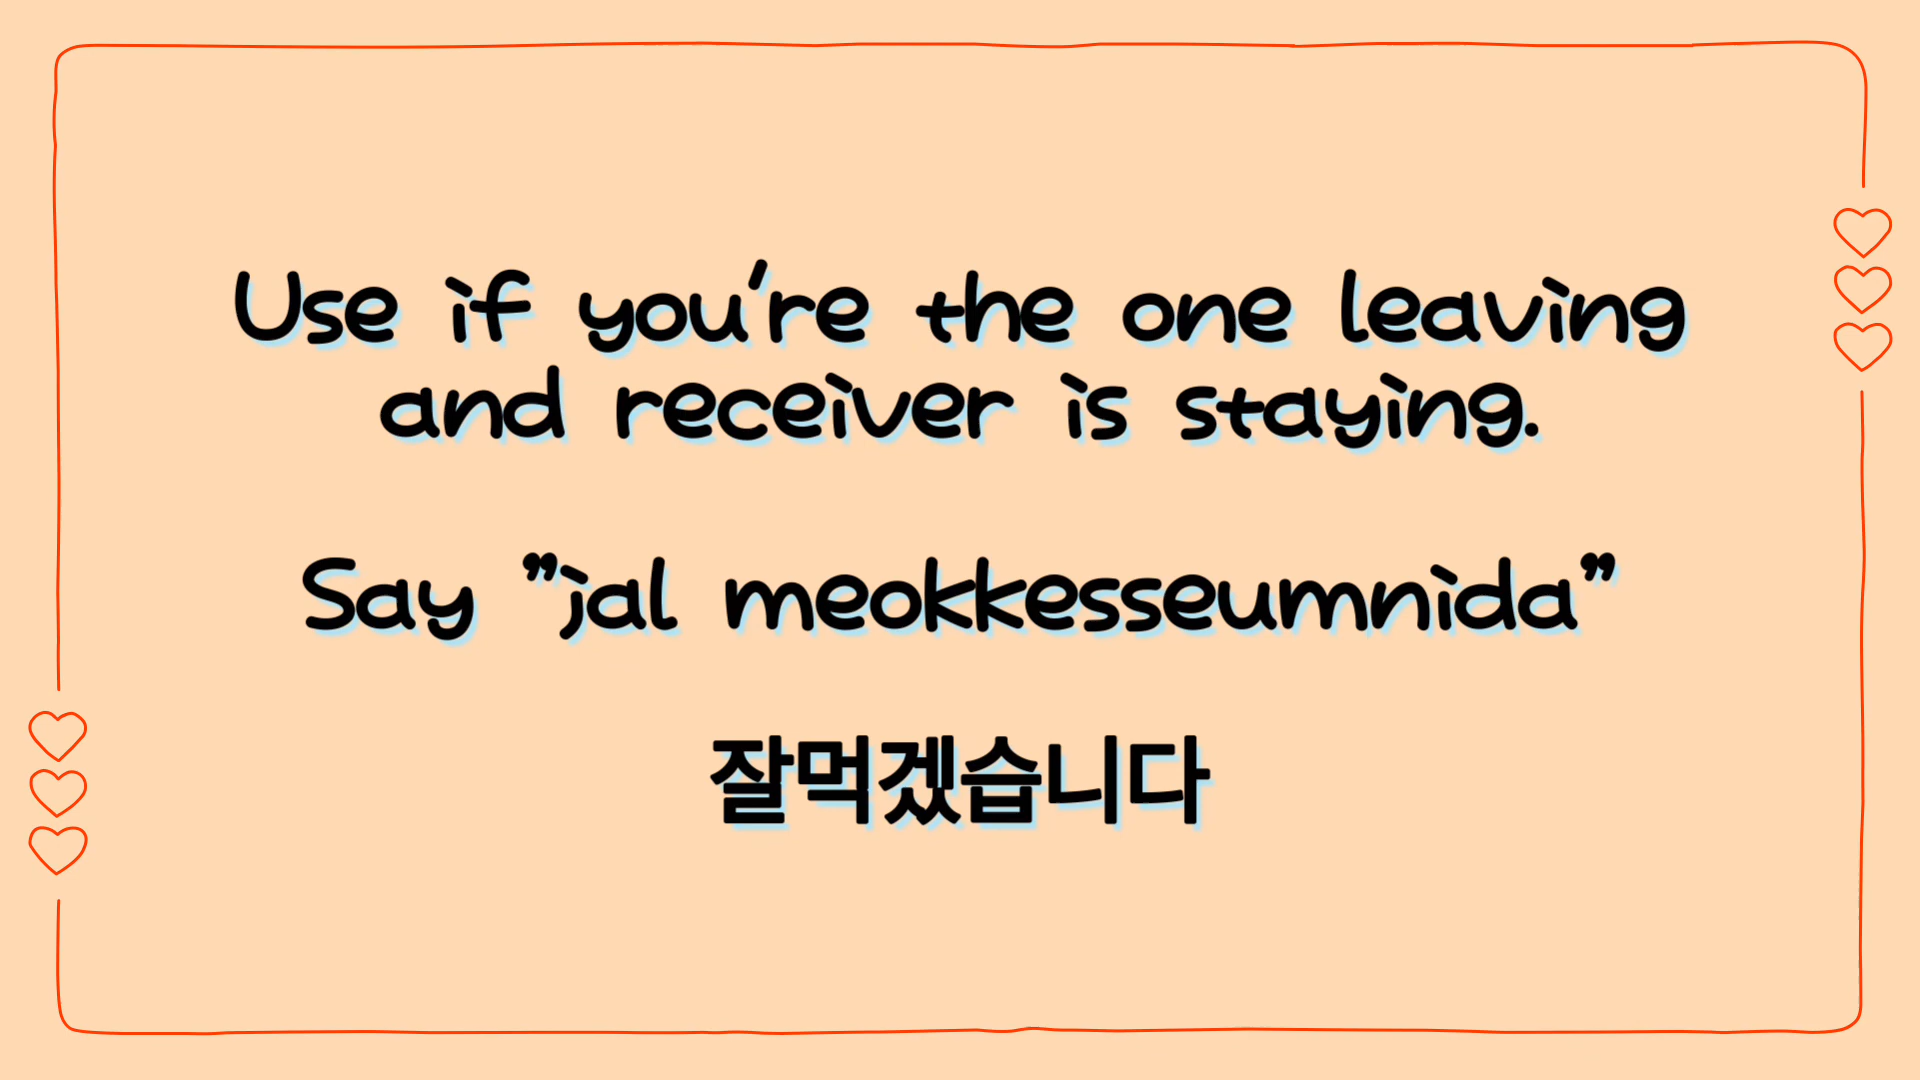 Use if you're the one leaving
and receiver is staying.
Say "jal meokkesseumnida"
잘먹겠습니다